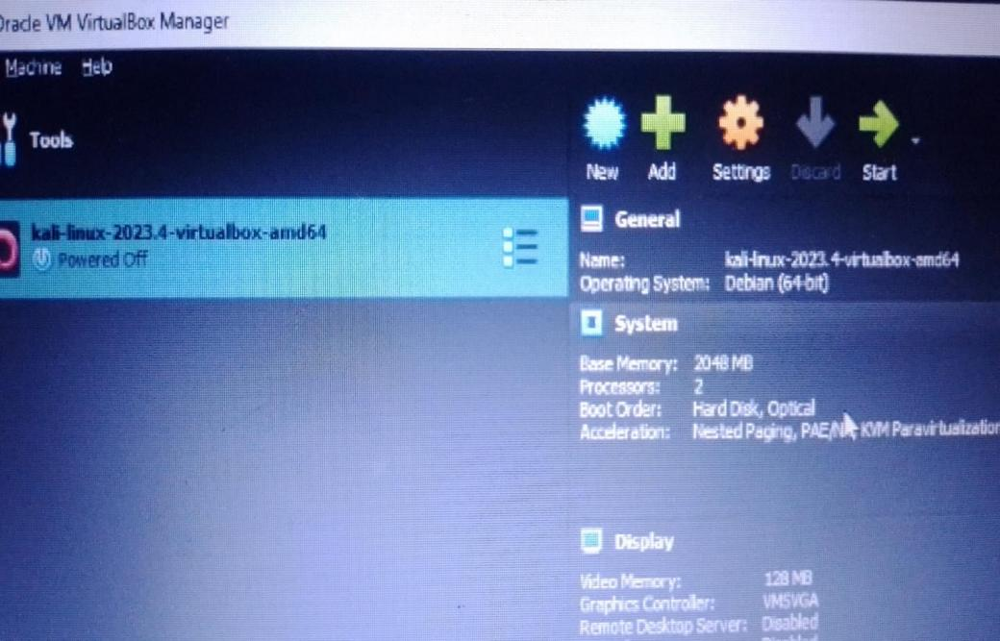 Oracle VM VirtualBox Manager
Machine Help
Tools
New Add Settings Discard Start
kali-linux-2023.4-virtualbox-amd64
Powered Off
General
Name: kali-linux-2023.4-virtualbox-amd64
Operating System: Debian (64-bit)
System
Base Memory: 2048 MB
Processors: 2
Boot Order: Hard Disk, Optical
Acceleration: Nested Paging, PAE/NX, KVM Paravirtualization
Display
Video Memory: 128 MB
Graphics Controller: VMSVGA
Remote Desktop Server: Disabled
Disabled